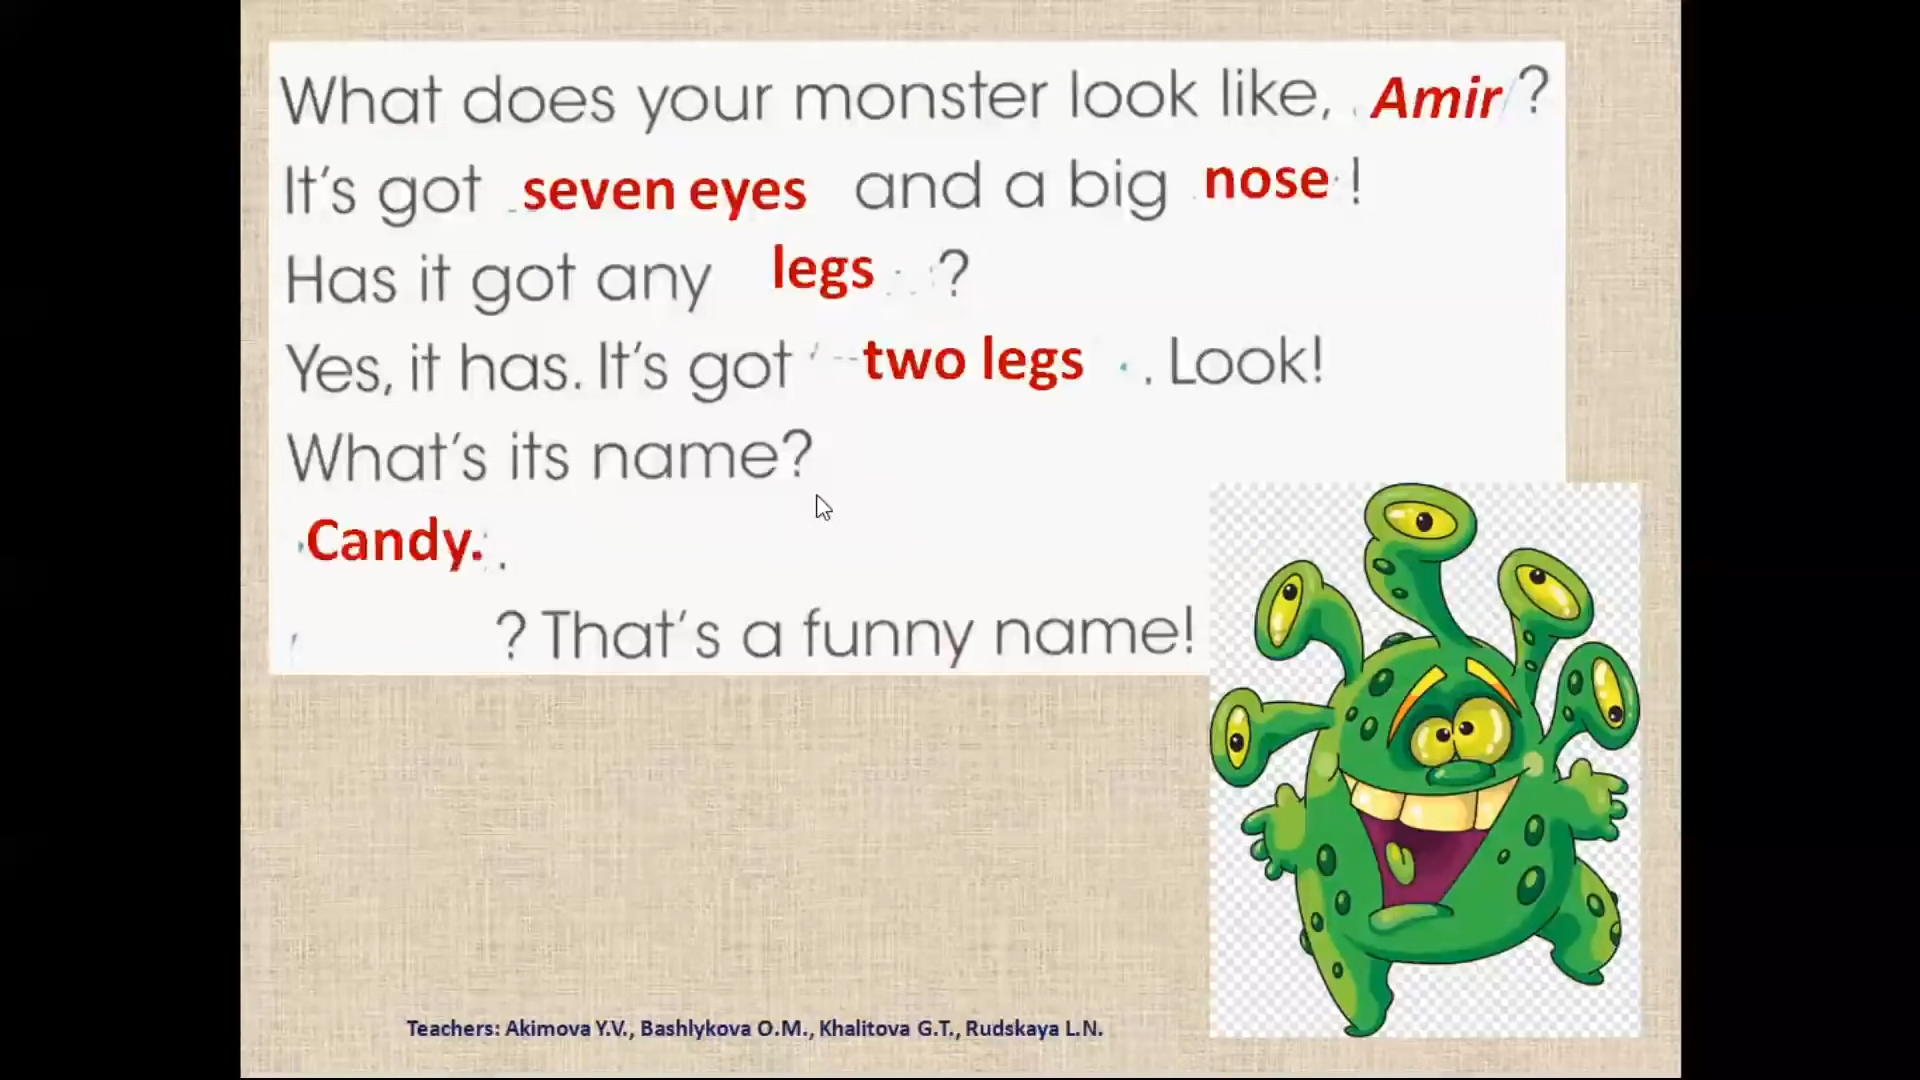 What does your monster look like, Amir ?
It's got seven eyes and a big nose !
Has it got any legs ?
Yes, it has. It's got two legs . Look!
What's its name?
Candy. .
? That's a funny name!
Teachers: Akimova Y.V., Bashlykova O.M., Khalitova G.T., Rudskaya L.N.